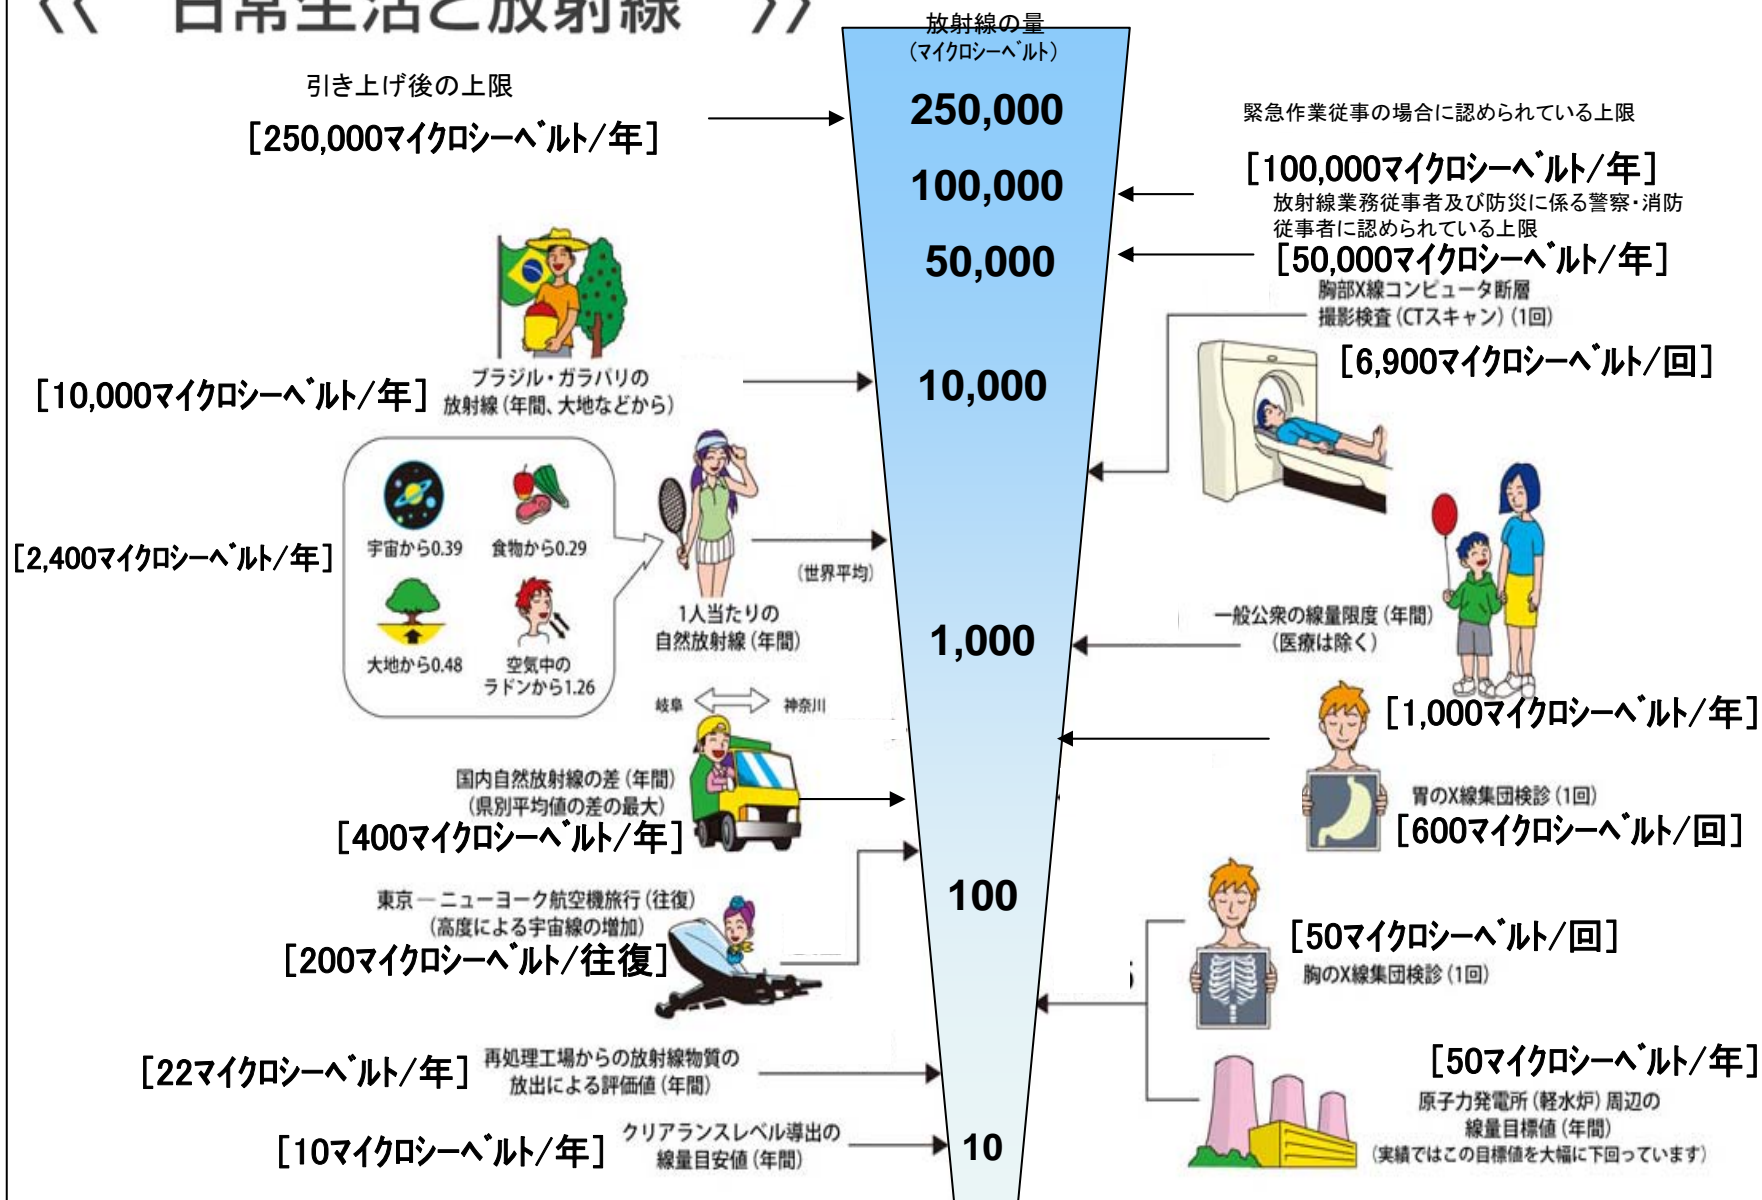 《 日常生活と放射線 》
放射線の量
（マイクロシーベルト）
引き上げ後の上限
[250,000マイクロシーベルト/年]
250,000
緊急作業従事の場合に認められている上限
[100,000マイクロシーベルト/年]
100,000
放射線業務従事者及び防災に係る警察・消防
従事者に認められている上限
[50,000マイクロシーベルト/年]
50,000
胸部X線コンピュータ断層
撮影検査(CTスキャン)(1回)
[6,900マイクロシーベルト/回]
[10,000マイクロシーベルト/年]
ブラジル・ガラパリの
放射線(年間、大地などから)
10,000
宇宙から0.39
食物から0.29
大地から0.48
空気中の
ラドンから1.26
[2,400マイクロシーベルト/年]
(世界平均)
1人当たりの
自然放射線(年間)
1,000
一般公衆の線量限度(年間)
(医療は除く)
[1,000マイクロシーベルト/年]
岐阜
神奈川
国内自然放射線の差(年間)
(県別平均値の差の最大)
[400マイクロシーベルト/年]
胃のX線集団検診(1回)
[600マイクロシーベルト/回]
100
東京―ニューヨーク航空機旅行(往復)
(高度による宇宙線の増加)
[200マイクロシーベルト/往復]
[50マイクロシーベルト/回]
胸のX線集団検診(1回)
[22マイクロシーベルト/年]
再処理工場からの放射線物質の
放出による評価値(年間)
[50マイクロシーベルト/年]
原子力発電所(軽水炉)周辺の
線量目標値(年間)
(実績ではこの目標値を大幅に下回っています)
[10マイクロシーベルト/年]
クリアランスレベル導出の
線量目安値(年間)
10